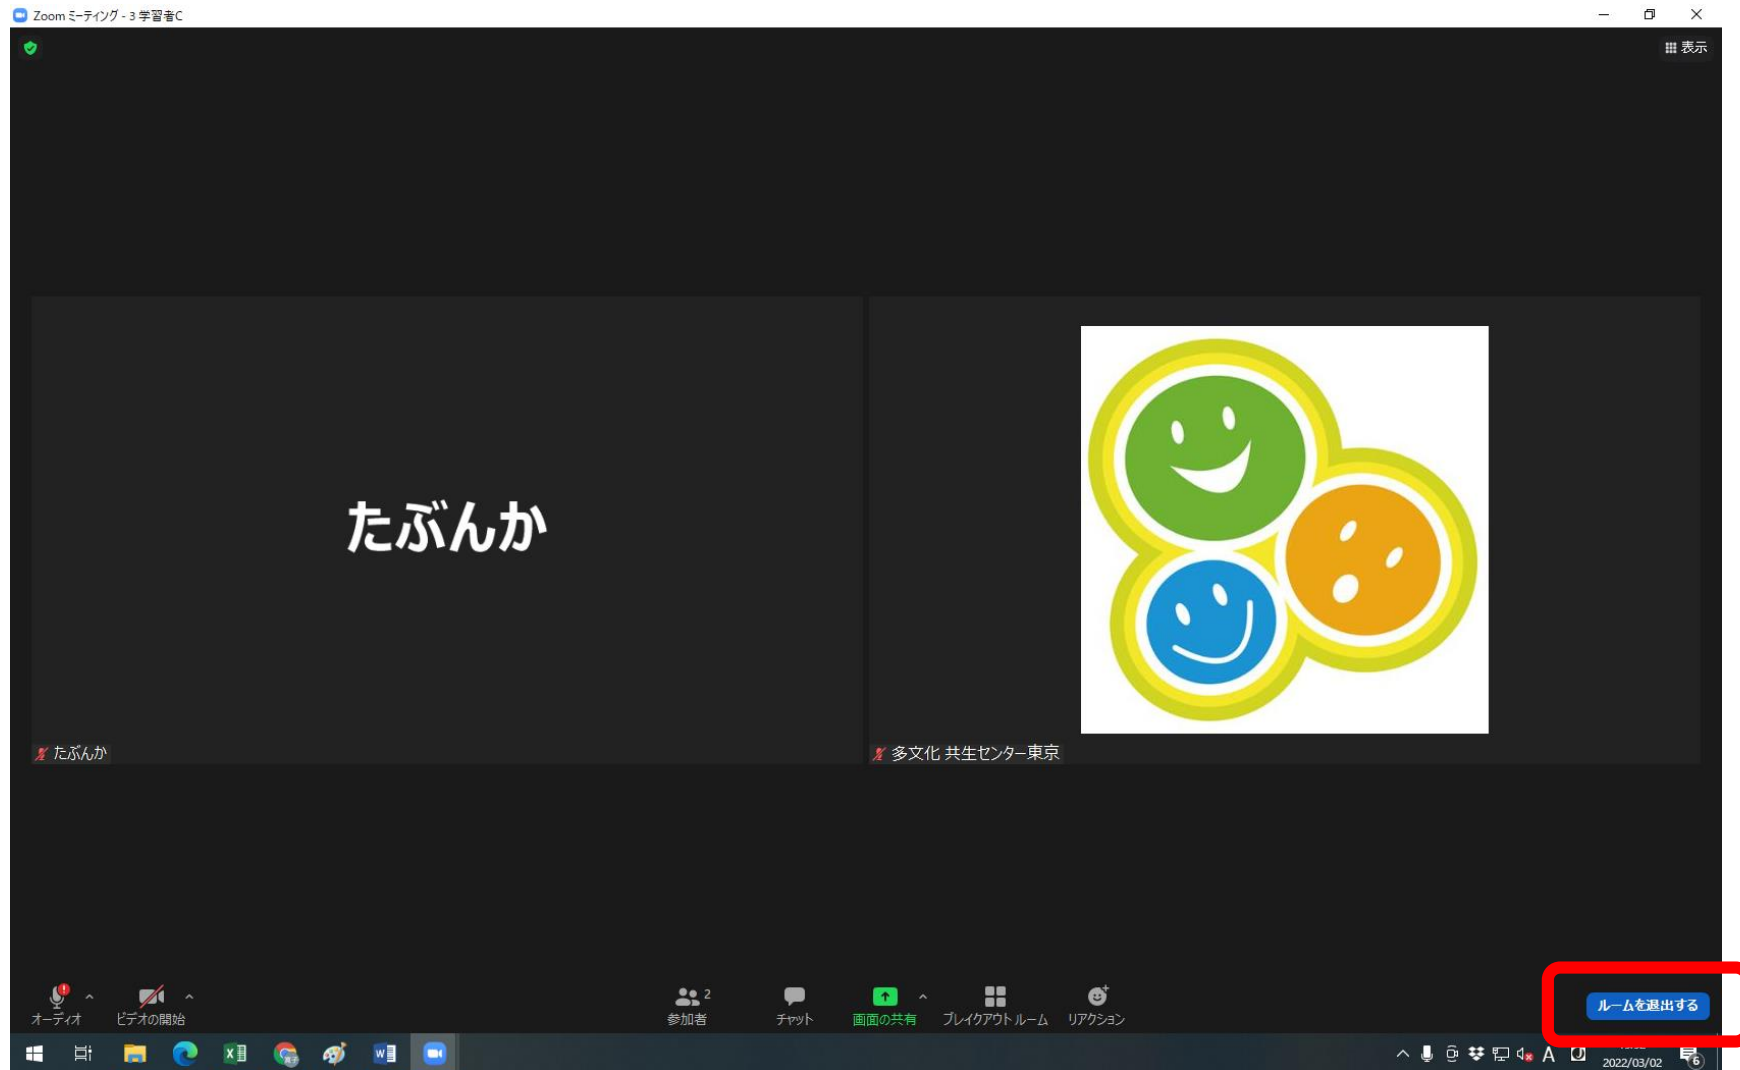 Zoom ミーティング - 3 学習者C
表示
たぶんか
たぶんか
多文化 共生センター東京
オーディオ
ビデオの開始
2
参加者
チャット
画面の共有
ブレイクアウト ルーム
リアクション
ルームを退出する
A
2022/03/02
6